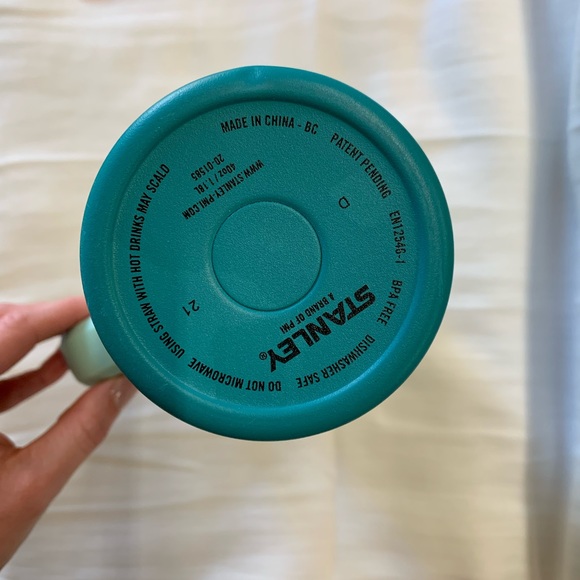 MADE IN CHINA - BC
PATENT PENDING
EN12546-1
BPA FREE
DISHWASHER SAFE
DO NOT MICROWAVE
USING STRAW WITH HOT DRINKS MAY SCALD
20-01585
40oz / 1.18L
WWW.STANLEY-PMI.COM
D
21
STANLEY®
A BRAND OF PMI